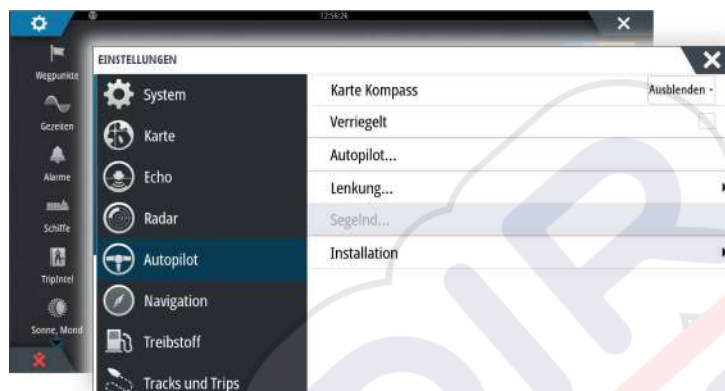 12:56:26
Wegpunkte
Gezeiten
Alarme
Schiffe
TripIntel
Sonne, Mond
EINSTELLUNGEN
System
Karte
Echo
Radar
Autopilot
Navigation
Treibstoff
Tracks und Trips
Karte Kompass
Ausblenden
Verriegelt
Autopilot...
Lenkung...
Segelnd...
Installation